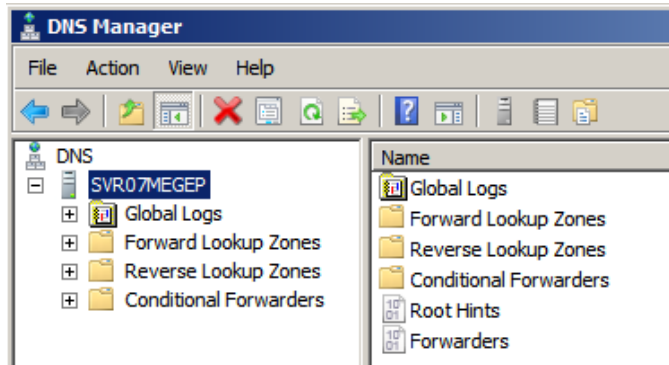 DNS Manager
File Action View Help
DNS
SVR07MEGEP
Global Logs
Forward Lookup Zones
Reverse Lookup Zones
Conditional Forwarders
Name
Global Logs
Forward Lookup Zones
Reverse Lookup Zones
Conditional Forwarders
Root Hints
Forwarders